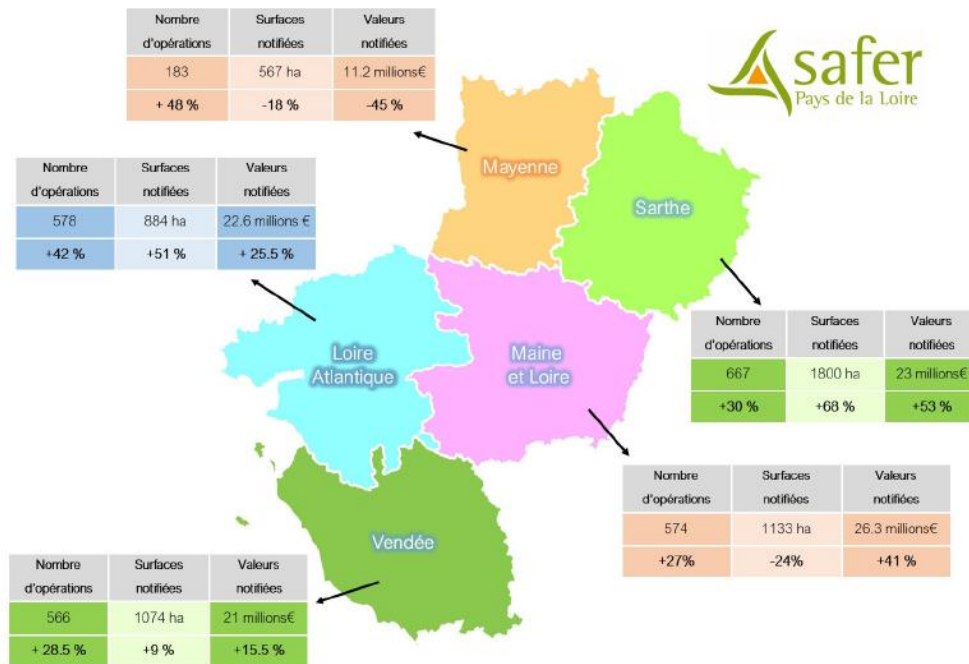 Nombre d'opérations Surfaces notifiées Valeurs notifiées
183 567 ha 11.2 millions€
+ 48 % -18 % -45 %
safer
Pays de la Loire
Mayenne
Sarthe
Nombre d'opérations Surfaces notifiées Valeurs notifiées
578 884 ha 22.6 millions €
+42 % +51 % + 25.5 %
Loire
Atlantique
Maine
et Loire
Nombre d'opérations Surfaces notifiées Valeurs notifiées
667 1800 ha 23 millions€
+30 % +68 % +53 %
Nombre d'opérations Surfaces notifiées Valeurs notifiées
574 1133 ha 26.3 millions€
+27% -24% +41 %
Vendée
Nombre d'opérations Surfaces notifiées Valeurs notifiées
566 1074 ha 21 millions€
+ 28.5 % +9 % +15.5 %